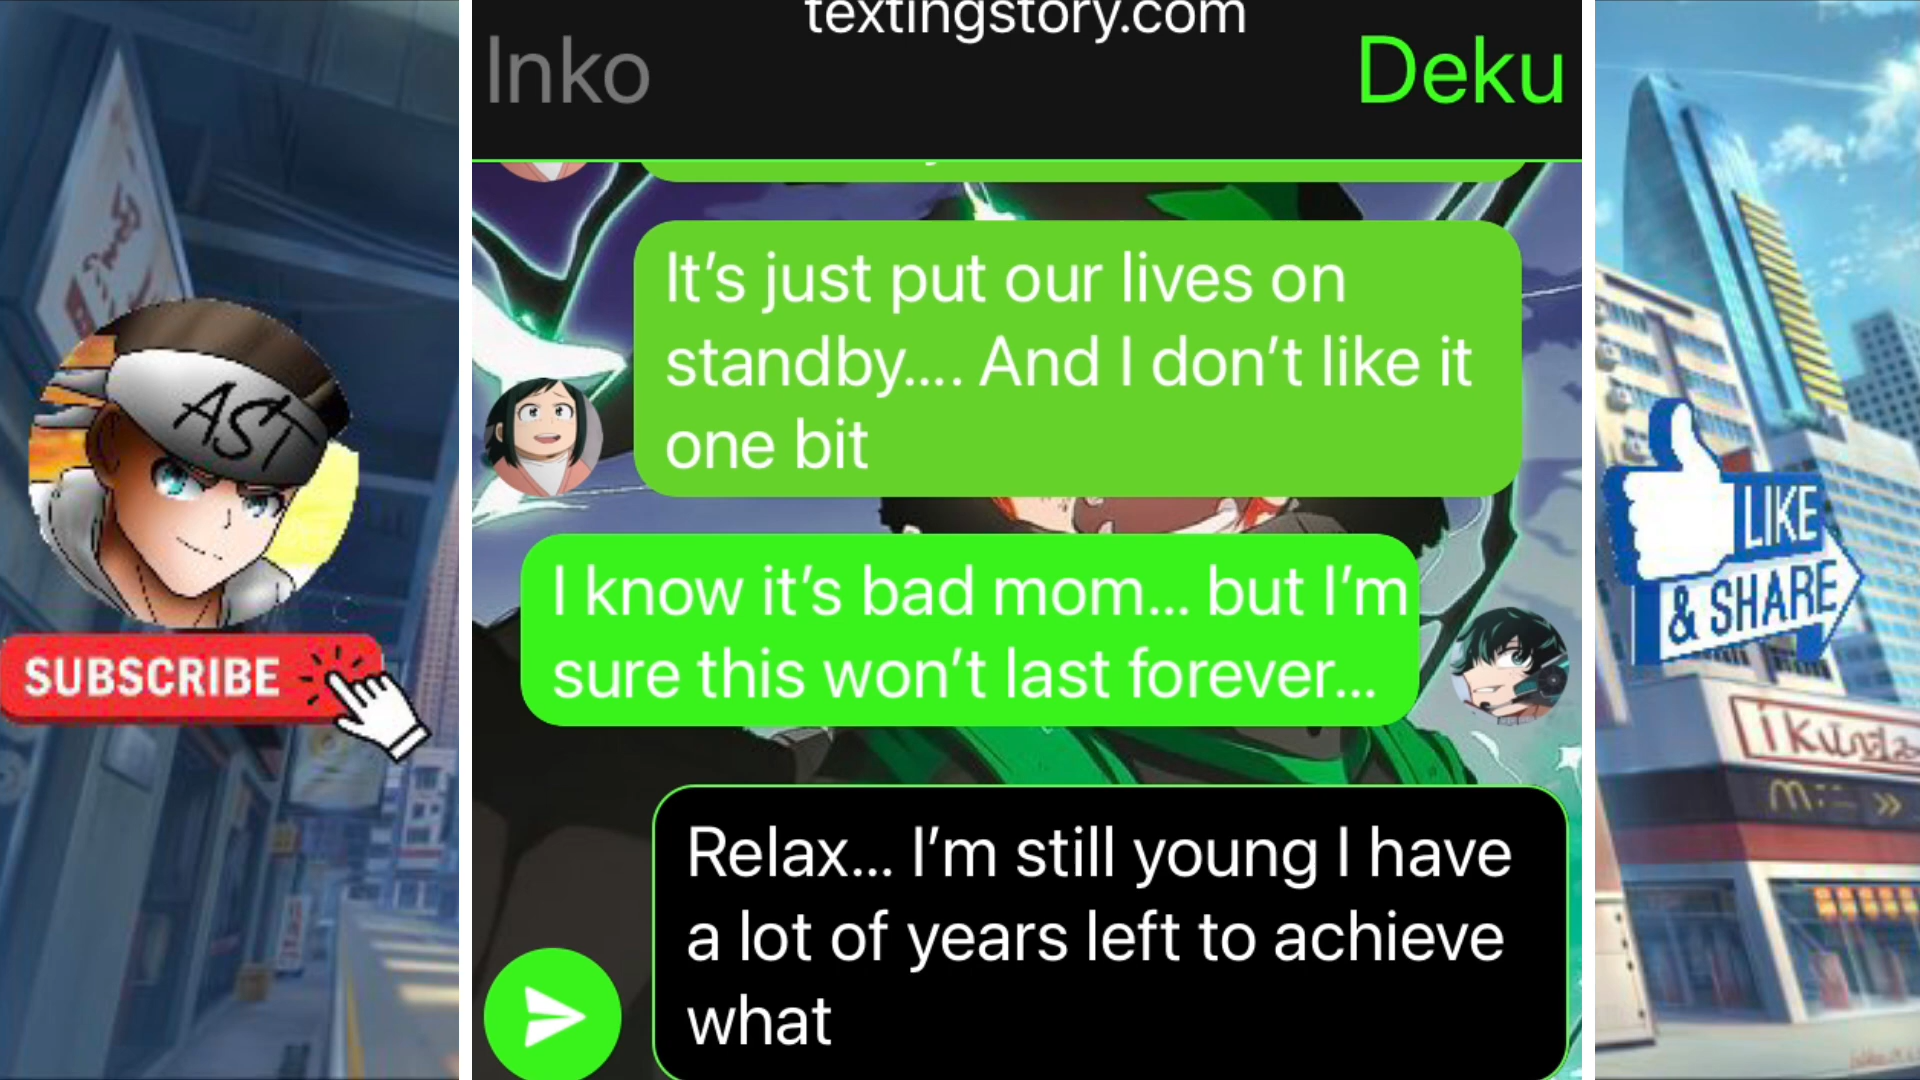 textingstory.com
Inko
Deku
It's just put our lives on
standby.... And I don't like it
one bit
I know it's bad mom... but I'm
sure this won't last forever...
Relax... I'm still young I have
a lot of years left to achieve
what
AST
SUBSCRIBE
LIKE
& SHARE